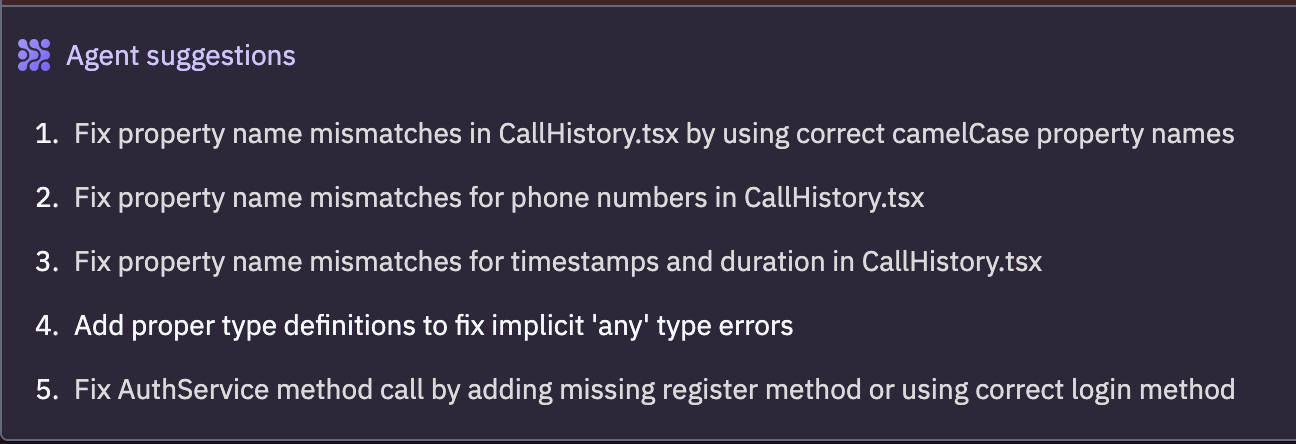 Agent suggestions
1. Fix property name mismatches in CallHistory.tsx by using correct camelCase property names
2. Fix property name mismatches for phone numbers in CallHistory.tsx
3. Fix property name mismatches for timestamps and duration in CallHistory.tsx
4. Add proper type definitions to fix implicit 'any' type errors
5. Fix AuthService method call by adding missing register method or using correct login method